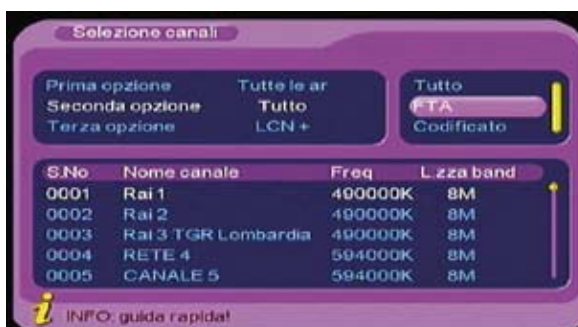 Selezione canali
Prima opzione Tutte le ar
Seconda opzione Tutto
Terza opzione LCN +
Tutto
FTA
Codificato
S.No Nome canale Freq L zza band
0001 Rai 1 490000K 8M
0002 Rai 2 490000K 8M
0003 Rai 3 TGR Lombardia 490000K 8M
0004 RETE 4 594000K 8M
0005 CANALE 5 594000K 8M
i INFO: guida rapida!